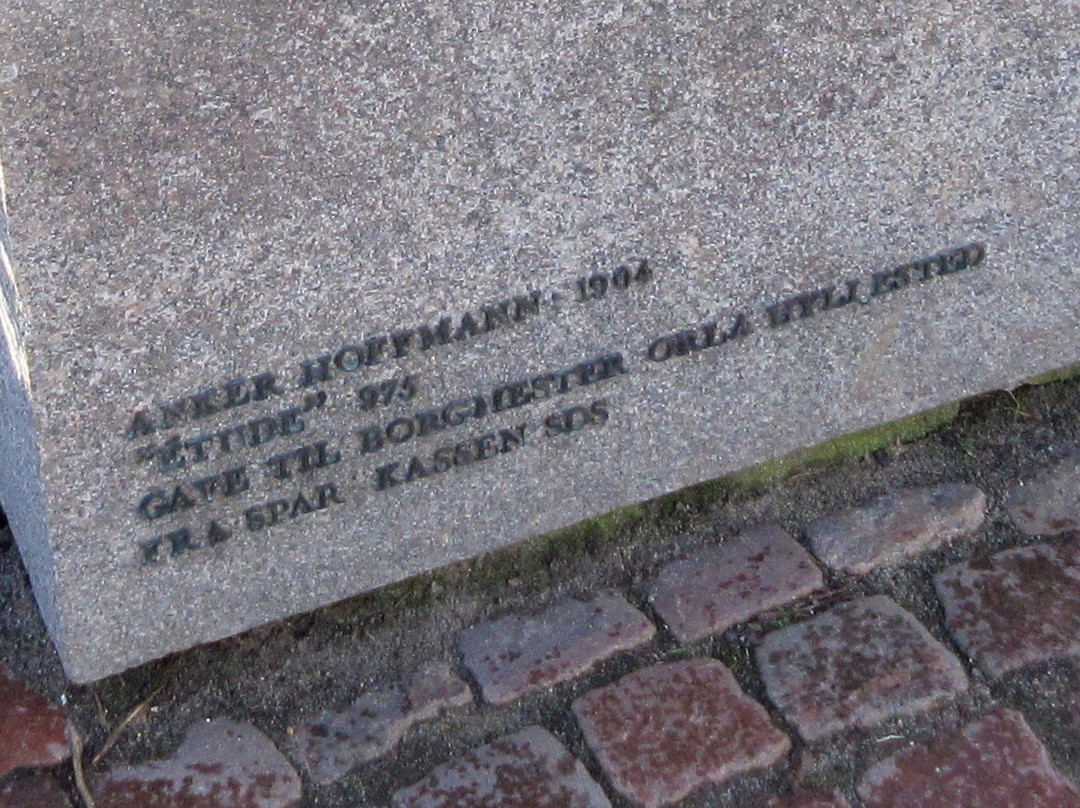 ANKER HOFFMANN · 1904
"ETUDE" 975
GAVE TIL BORGMESTER ORLA HYLLESTED
FRA SPAR KASSEN SDS